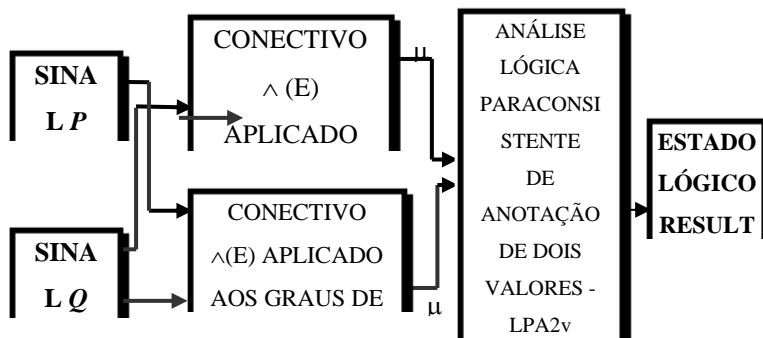 SINA
L P
SINA
L Q
CONECTIVO
∧ (E)
APLICADO
μ
CONECTIVO
∧(E) APLICADO
AOS GRAUS DE
μ
ANÁLISE
LÓGICA
PARACONSI
STENTE
DE
ANOTAÇÃO
DE DOIS
VALORES -
LPA2v
ESTADO
LÓGICO
RESULT